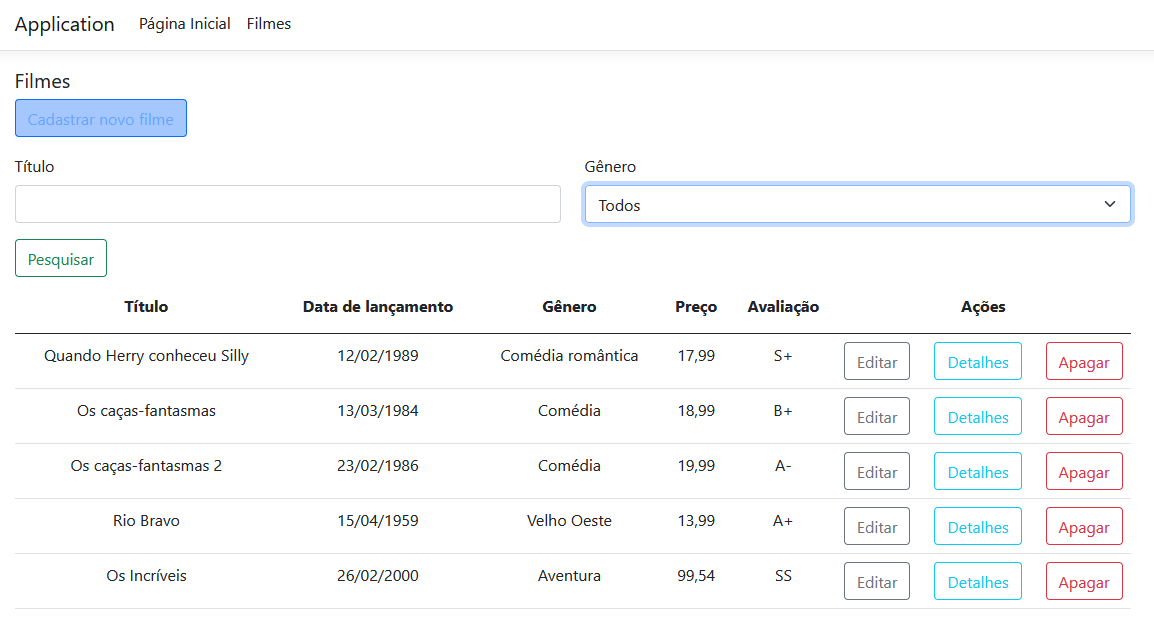 Application Página Inicial Filmes
Filmes
Cadastrar novo filme
Título Gênero
Todos
Pesquisar
Título Data de lançamento Gênero Preço Avaliação Ações
Quando Herry conheceu Silly 12/02/1989 Comédia romântica 17,99 S+ Editar Detalhes Apagar
Os caças-fantasmas 13/03/1984 Comédia 18,99 B+ Editar Detalhes Apagar
Os caças-fantasmas 2 23/02/1986 Comédia 19,99 A- Editar Detalhes Apagar
Rio Bravo 15/04/1959 Velho Oeste 13,99 A+ Editar Detalhes Apagar
Os Incríveis 26/02/2000 Aventura 99,54 SS Editar Detalhes Apagar